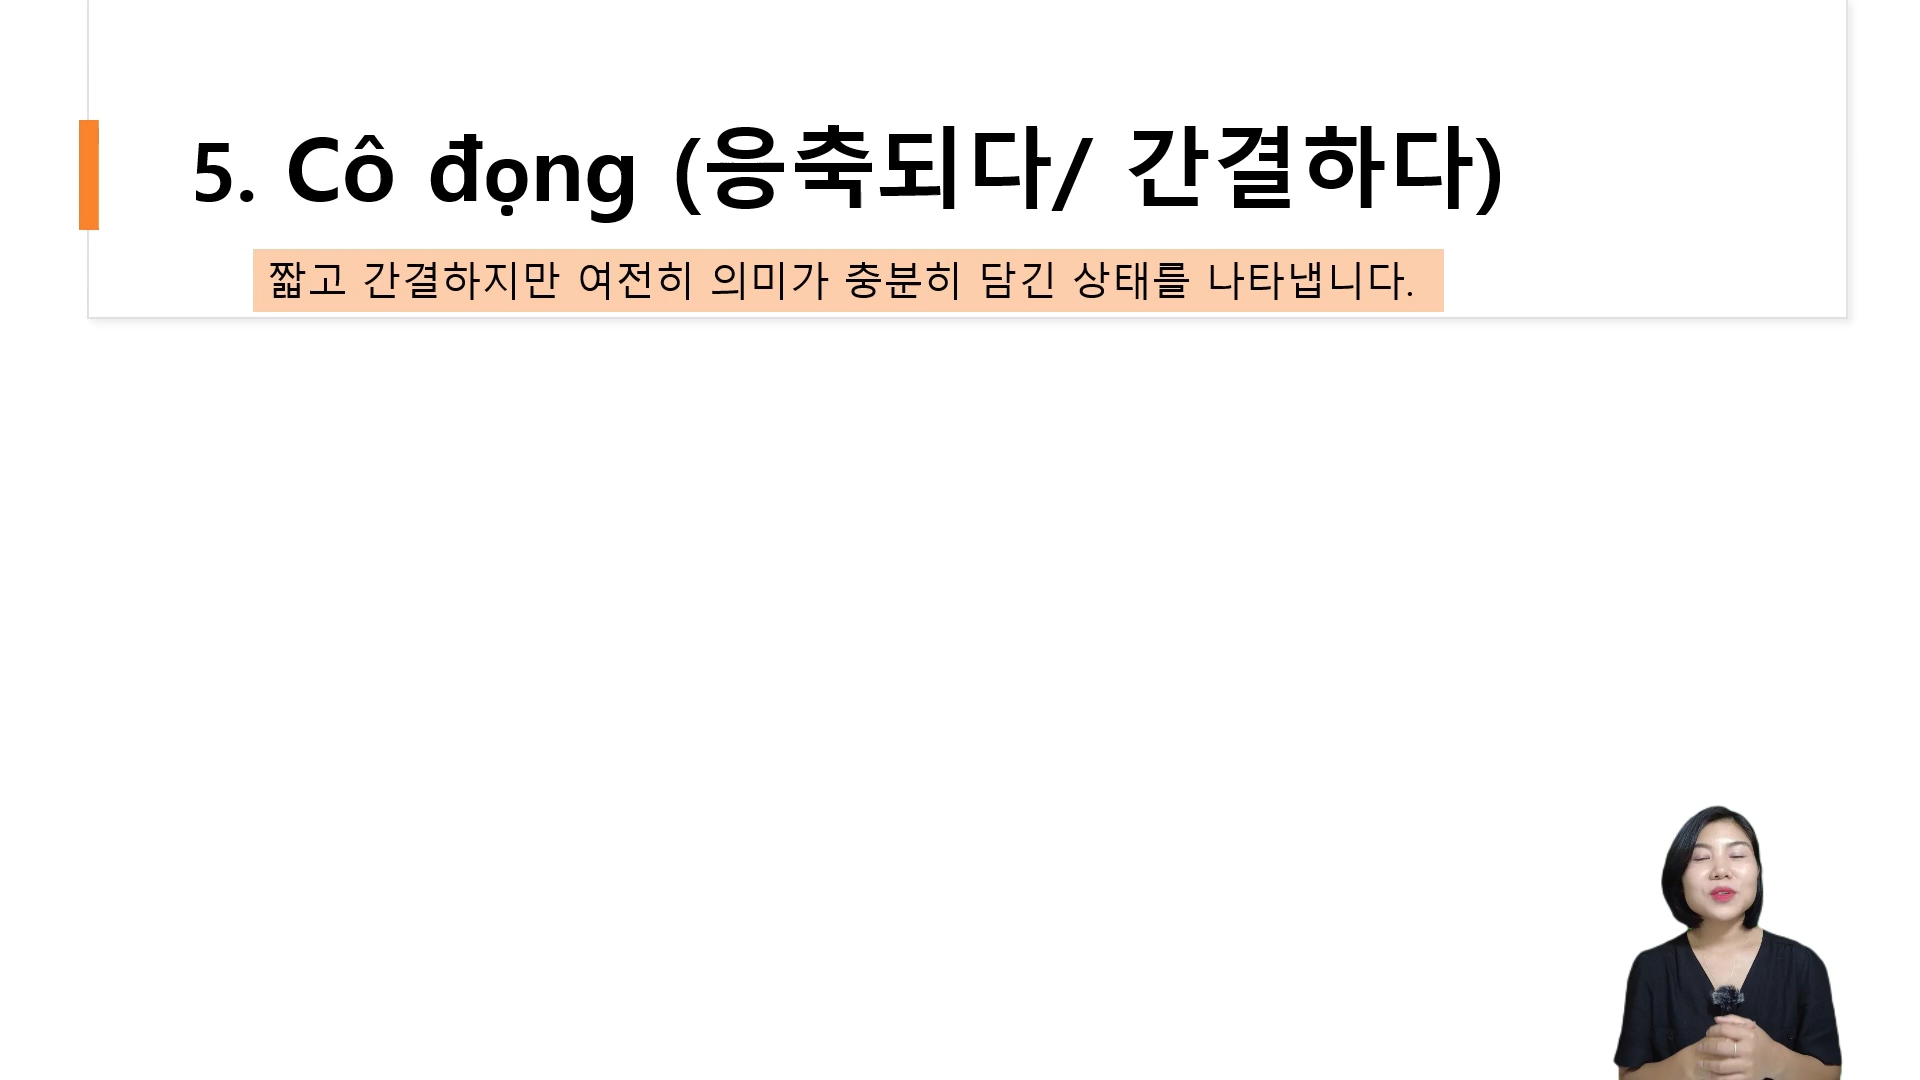 5. Cô đọng (응축되다/ 간결하다)
짧고 간결하지만 여전히 의미가 충분히 담긴 상태를 나타냅니다.